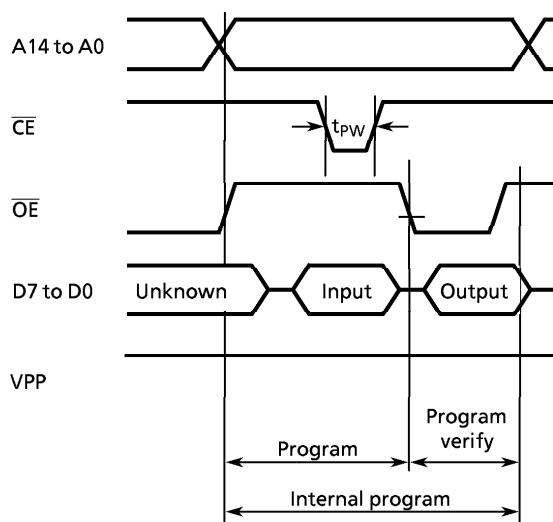 A14 to A0
CE
tPW
OE
D7 to D0
Unknown
Input
Output
VPP
Program
Program
verify
Internal program